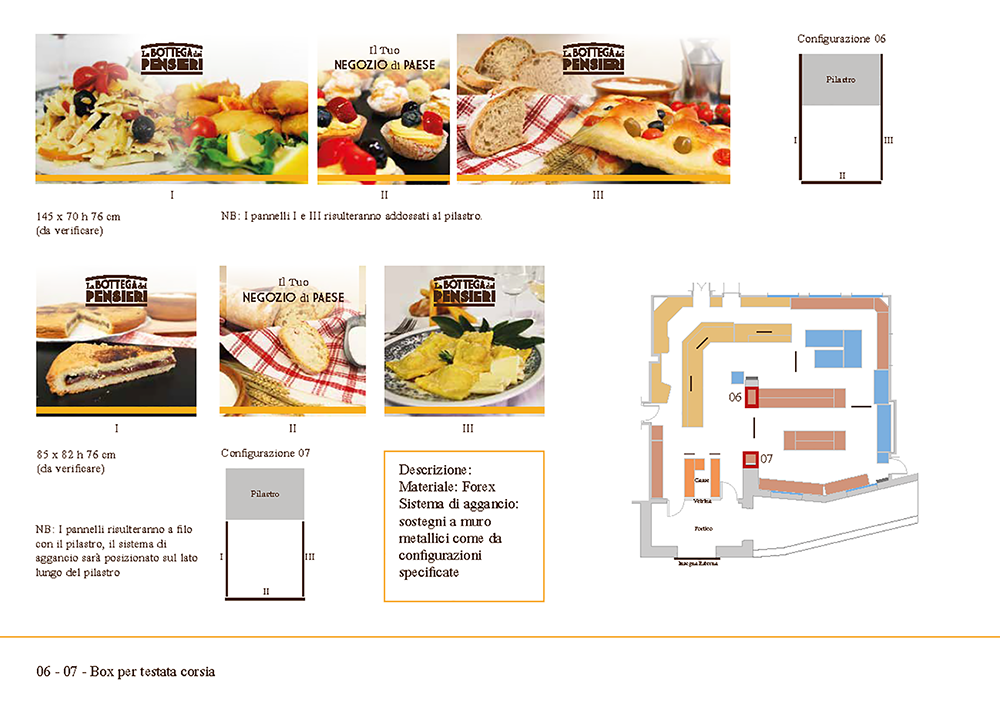 La BOTTEGA dei
PENSIERI
Il Tuo
NEGOZIO di PAESE
La BOTTEGA dei
PENSIERI
I
II
III
145 x 70 h 76 cm
(da verificare)
NB: I pannelli I e III risulteranno addossati al pilastro.
Configurazione 06
Pilastro
I
III
II
La BOTTEGA dei
PENSIERI
Il Tuo
NEGOZIO di PAESE
La BOTTEGA dei
PENSIERI
I
II
III
85 x 82 h 76 cm
(da verificare)
NB: I pannelli risulteranno a filo
con il pilastro, il sistema di
aggancio sarà posizionato sul lato
lungo del pilastro
Configurazione 07
Pilastro
I
III
II
Descrizione:
Materiale: Forex
Sistema di aggancio:
sostegni a muro
metallici come da
configurazioni
specificate
06
07
Casse
Vetrina
Portico
Insegna Esterna
06 - 07 - Box per testata corsia